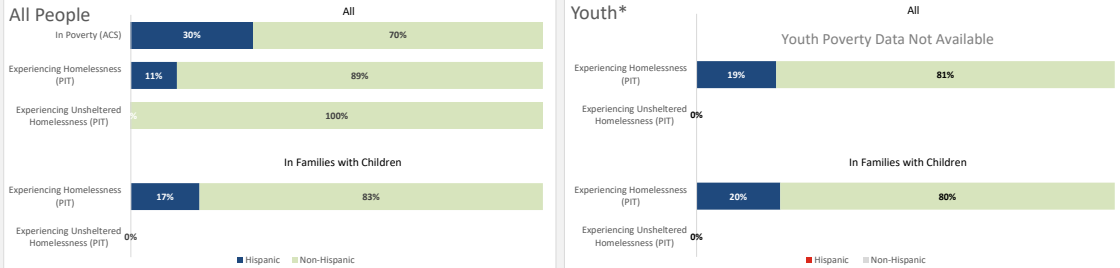 All People
All
In Poverty (ACS)
30%
70%
Experiencing Homelessness
(PIT)
11%
89%
Experiencing Unsheltered
Homelessness (PIT)
100%
In Families with Children
Experiencing Homelessness
(PIT)
17%
83%
Experiencing Unsheltered
Homelessness (PIT)
0%
Hispanic
Non-Hispanic
Youth*
All
Youth Poverty Data Not Available
Experiencing Homelessness
(PIT)
19%
81%
Experiencing Unsheltered
Homelessness (PIT)
0%
In Families with Children
Experiencing Homelessness
(PIT)
20%
80%
Experiencing Unsheltered
Homelessness (PIT)
0%
Hispanic
Non-Hispanic